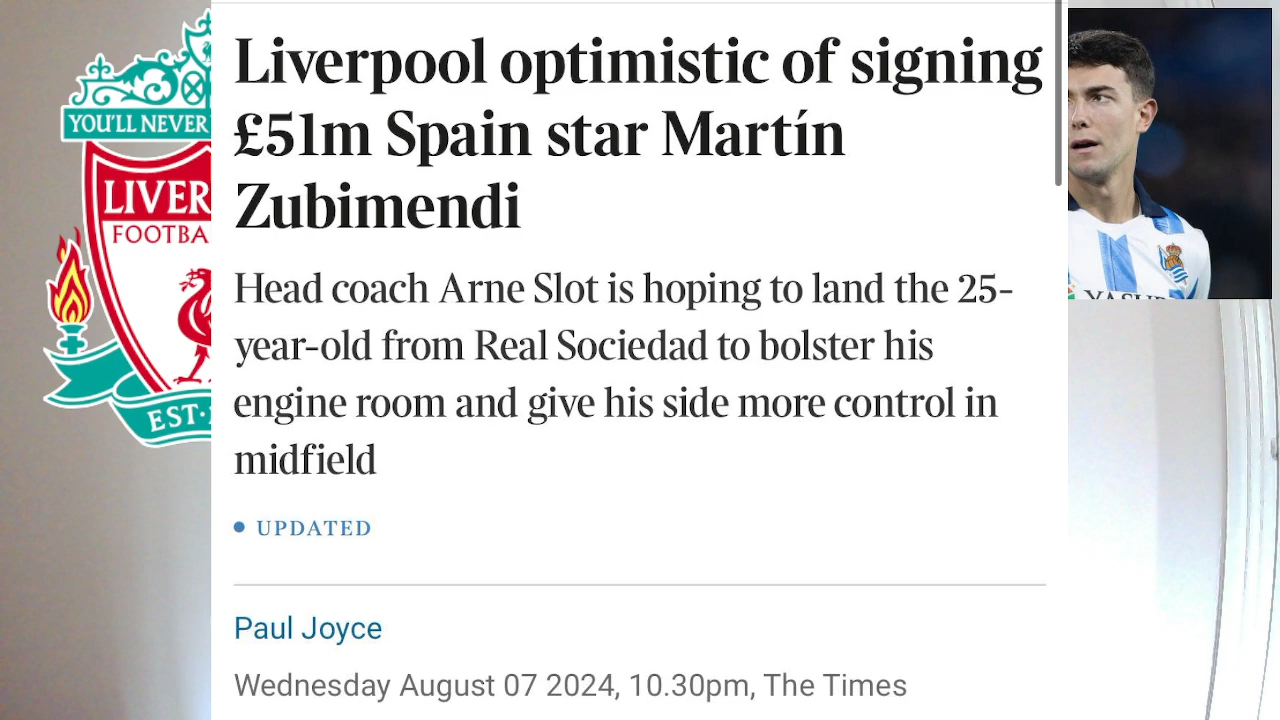 YOU'LL NEVER
LIVER
FOOTBA
EST·
Liverpool optimistic of signing
£51m Spain star Martín
Zubimendi
Head coach Arne Slot is hoping to land the 25-
year-old from Real Sociedad to bolster his
engine room and give his side more control in
midfield
UPDATED
Paul Joyce
Wednesday August 07 2024, 10.30pm, The Times